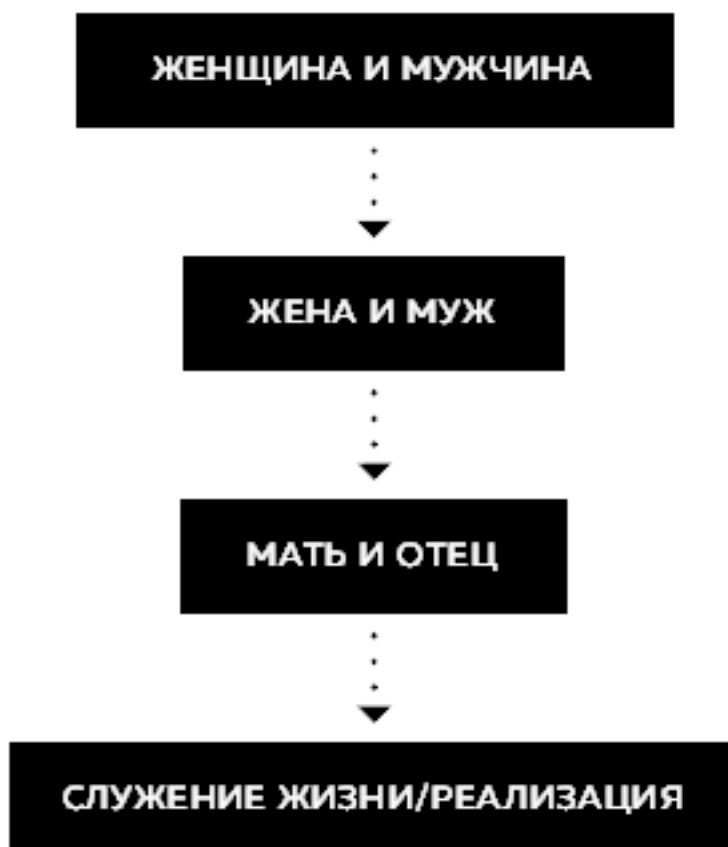 ЖЕНЩИНА И МУЖЧИНА
ЖЕНА И МУЖ
МАТЬ И ОТЕЦ
СЛУЖЕНИЕ ЖИЗНИ/РЕАЛИЗАЦИЯ